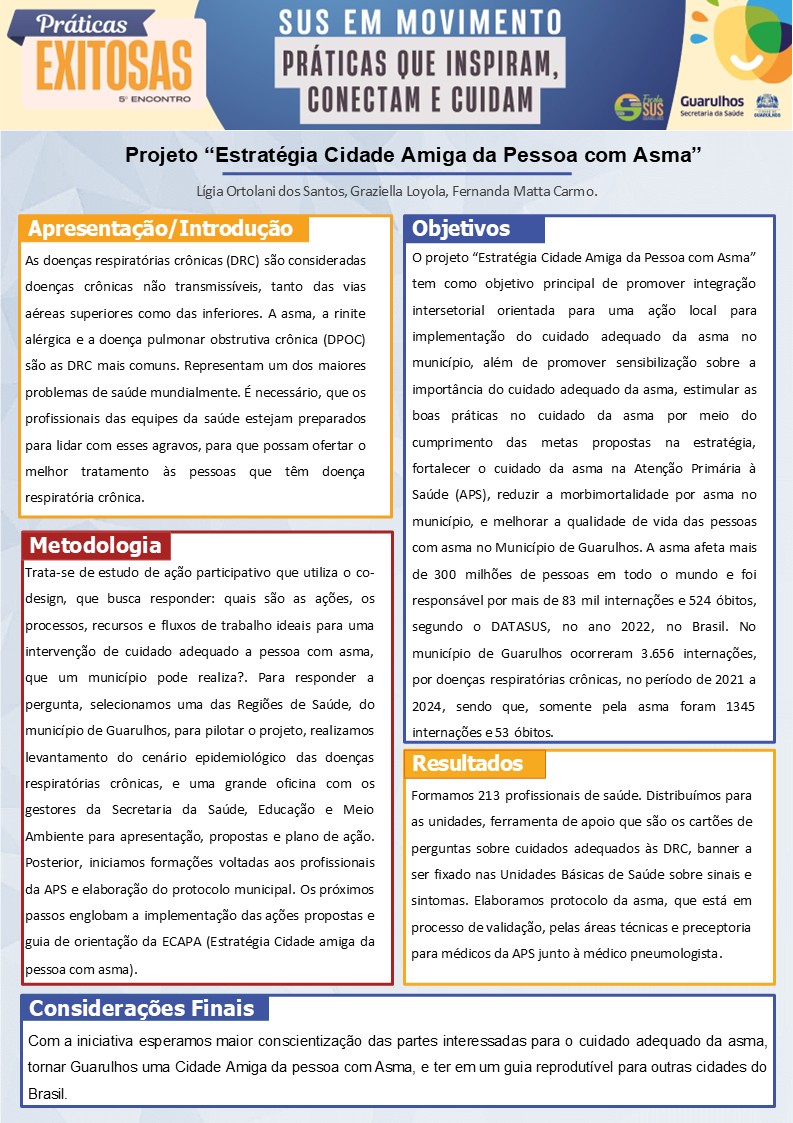 Práticas
EXITOSAS
5º ENCONTRO
SUS EM MOVIMENTO
PRÁTICAS QUE INSPIRAM,
CONECTAM E CUIDAM
Escola
SUS
Guarulhos
Secretaria da Saúde
GUARULHOS
Projeto “Estratégia Cidade Amiga da Pessoa com Asma”
Lígia Ortolani dos Santos, Graziella Loyola, Fernanda Matta Carmo.
Apresentação/Introdução
As doenças respiratórias crônicas (DRC) são consideradas
doenças crônicas não transmissíveis, tanto das vias
aéreas superiores como das inferiores. A asma, a rinite
alérgica e a doença pulmonar obstrutiva crônica (DPOC)
são as DRC mais comuns. Representam um dos maiores
problemas de saúde mundialmente. É necessário, que os
profissionais das equipes da saúde estejam preparados
para lidar com esses agravos, para que possam ofertar o
melhor tratamento às pessoas que têm doença
respiratória crônica.
Metodologia
Trata-se de estudo de ação participativo que utiliza o co-
design, que busca responder: quais são as ações, os
processos, recursos e fluxos de trabalho ideais para uma
intervenção de cuidado adequado a pessoa com asma,
que um município pode realiza?. Para responder a
pergunta, selecionamos uma das Regiões de Saúde, do
município de Guarulhos, para pilotar o projeto, realizamos
levantamento do cenário epidemiológico das doenças
respiratórias crônicas, e uma grande oficina com os
gestores da Secretaria da Saúde, Educação e Meio
Ambiente para apresentação, propostas e plano de ação.
Posterior, iniciamos formações voltadas aos profissionais
da APS e elaboração do protocolo municipal. Os próximos
passos englobam a implementação das ações propostas e
guia de orientação da ECAPA (Estratégia Cidade amiga da
pessoa com asma).
Objetivos
O projeto “Estratégia Cidade Amiga da Pessoa com Asma”
tem como objetivo principal de promover integração
intersetorial orientada para uma ação local para
implementação do cuidado adequado da asma no
município, além de promover sensibilização sobre a
importância do cuidado adequado da asma, estimular as
boas práticas no cuidado da asma por meio do
cumprimento das metas propostas na estratégia,
fortalecer o cuidado da asma na Atenção Primária à
Saúde (APS), reduzir a morbimortalidade por asma no
município, e melhorar a qualidade de vida das pessoas
com asma no Município de Guarulhos. A asma afeta mais
de 300 milhões de pessoas em todo o mundo e foi
responsável por mais de 83 mil internações e 524 óbitos,
segundo o DATASUS, no ano 2022, no Brasil. No
município de Guarulhos ocorreram 3.656 internações,
por doenças respiratórias crônicas, no período de 2021 a
2024, sendo que, somente pela asma foram 1345
internações e 53 óbitos.
Resultados
Formamos 213 profissionais de saúde. Distribuímos para
as unidades, ferramenta de apoio que são os cartões de
perguntas sobre cuidados adequados às DRC, banner a
ser fixado nas Unidades Básicas de Saúde sobre sinais e
sintomas. Elaboramos protocolo da asma, que está em
processo de validação, pelas áreas técnicas e preceptoria
para médicos da APS junto à médico pneumologista.
Considerações Finais
Com a iniciativa esperamos maior conscientização das partes interessadas para o cuidado adequado da asma,
tornar Guarulhos uma Cidade Amiga da pessoa com Asma, e ter em um guia reprodutível para outras cidades do
Brasil.